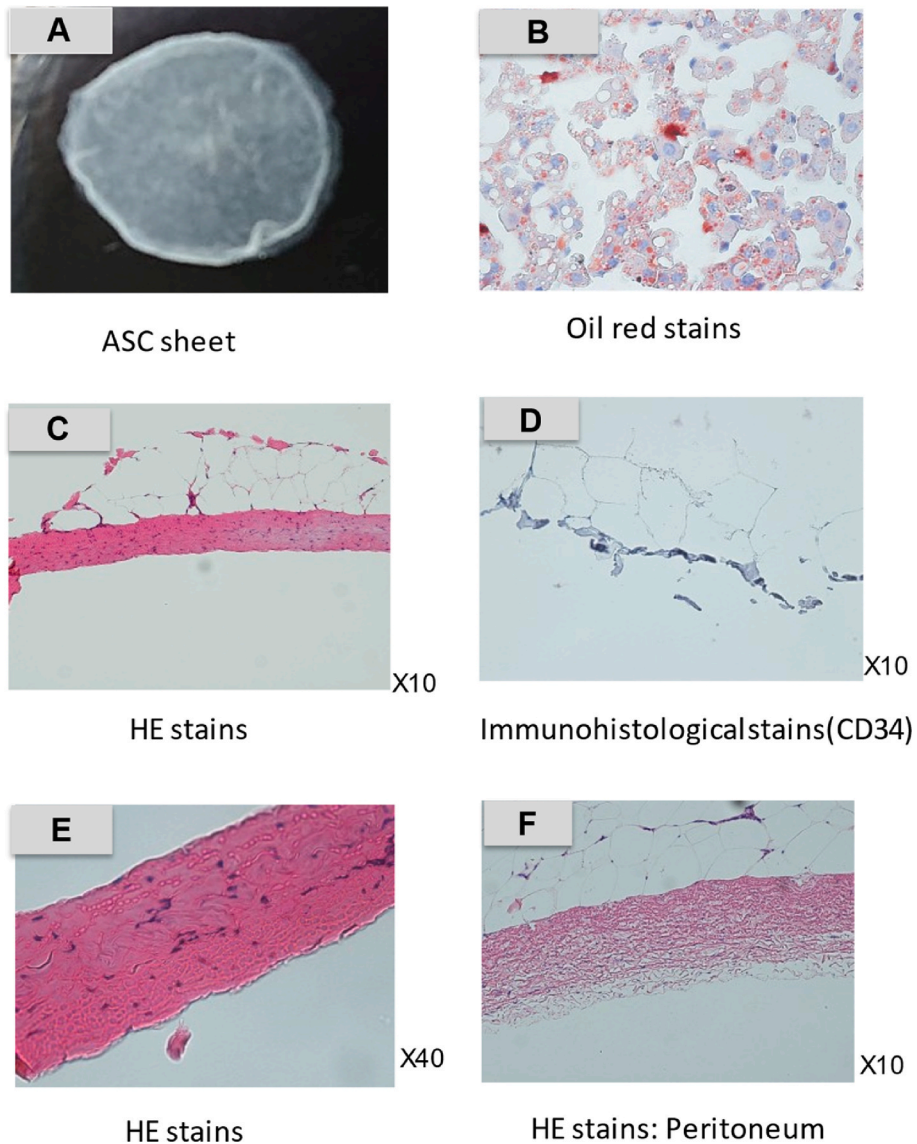 A
B
ASC sheet
Oil red stains
C
D
X10
X10
HE stains
Immunohistologicalstains(CD34)
E
F
X40
X10
HE stains
HE stains: Peritoneum